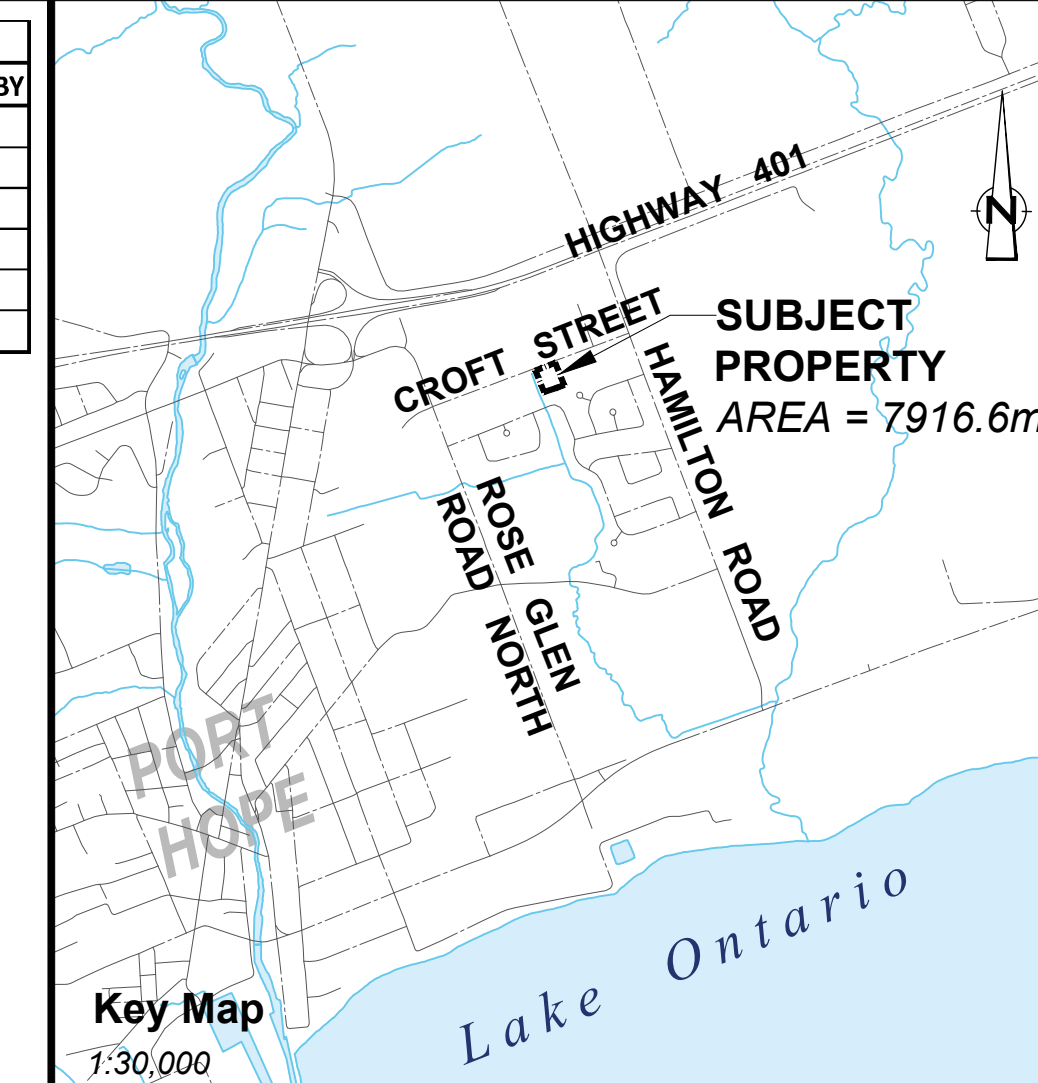 BY
HIGHWAY 401
N
CROFT STREET
SUBJECT
PROPERTY
AREA = 7916.6m
HAMILTON ROAD
ROSE GLEN
ROAD NORTH
PORT
HOPE
Lake Ontario
Key Map
1:30,000